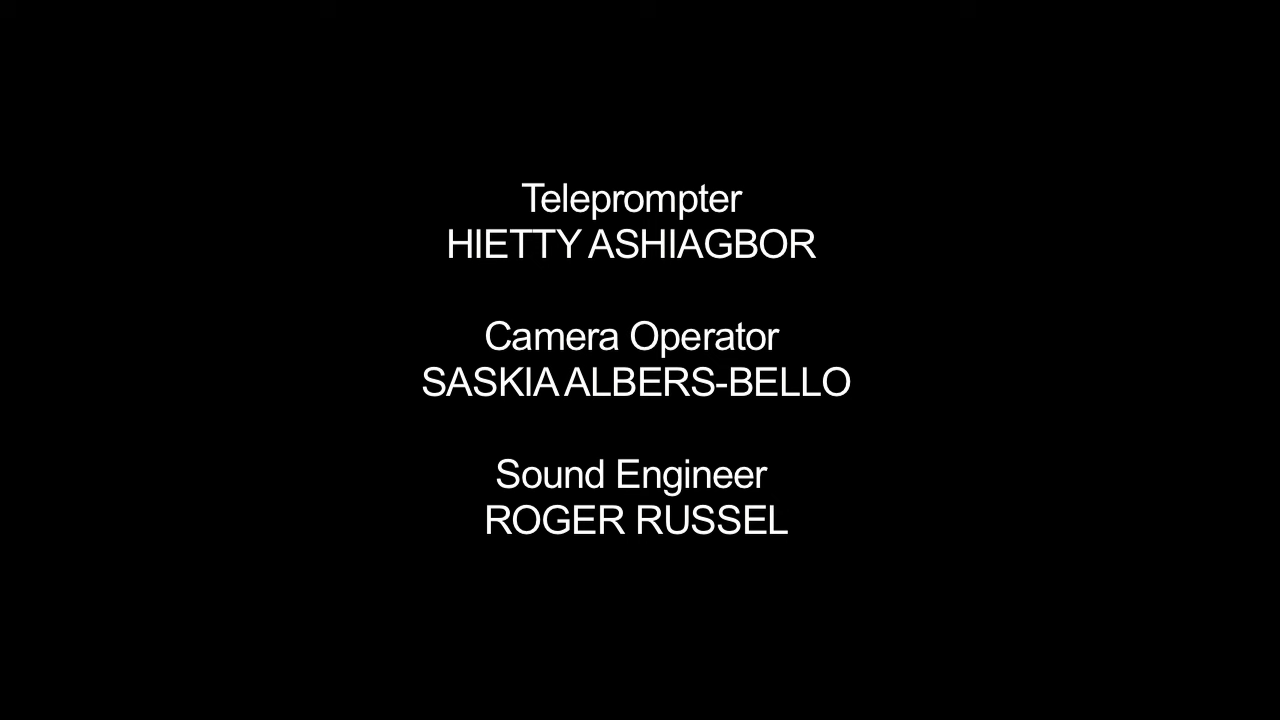 Teleprompter
HIETTY ASHIAGBOR
Camera Operator
SASKIA ALBERS-BELLO
Sound Engineer
ROGER RUSSEL